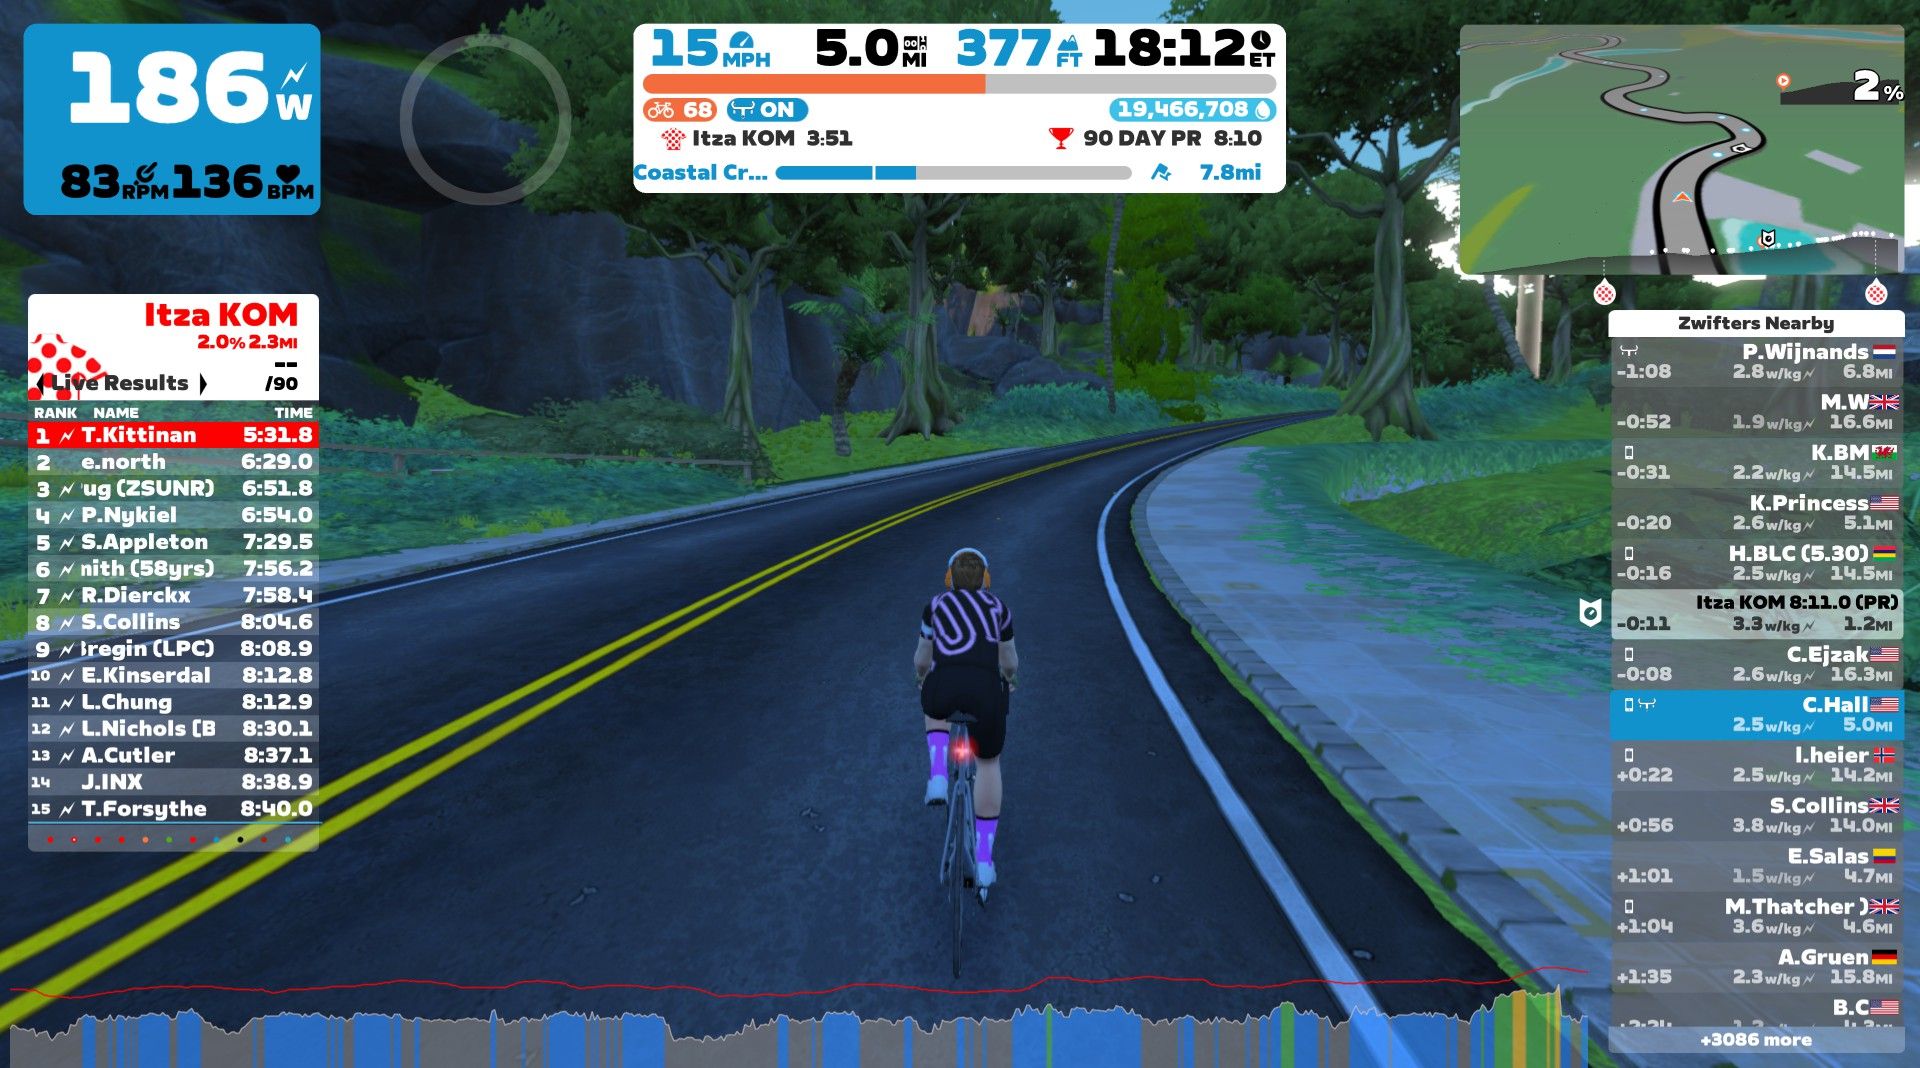 186 W
83 RPM 136 BPM
15 MPH 5.0 MI 377 FT 18:12 ET
68 ON 19,466,708
Itza KOM 3:51 90 DAY PR 8:10
Coastal Cr... 7.8mi
2%
Itza KOM
2.0% 2.3MI
--
Live Results /90
RANK NAME TIME
1 T.Kittinan 5:31.8
2 e.north 6:29.0
3 ug (ZSUNR) 6:51.8
4 P.Nykiel 6:54.0
5 S.Appleton 7:29.5
6 nith (58yrs) 7:56.2
7 R.Dierckx 7:58.4
8 S.Collins 8:04.6
9 regin (LPC) 8:08.9
10 E.Kinserdal 8:12.8
11 L.Chung 8:12.9
12 L.Nichols [B 8:30.1
13 A.Cutler 8:37.1
14 J.INX 8:38.9
15 T.Forsythe 8:40.0
Zwifters Nearby
P.Wijnands
-1:08 2.8w/kg 6.8MI
M.W
-0:52 1.9w/kg 16.6MI
K.BM
-0:31 2.2w/kg 14.5MI
K.Princess
-0:20 2.6w/kg 5.1MI
H.BLC (5.30)
-0:16 2.5w/kg 14.5MI
Itza KOM 8:11.0 (PR)
-0:11 3.3w/kg 1.2MI
C.Ejzak
-0:08 2.6w/kg 16.3MI
C.Hall
2.5w/kg 5.0MI
I.heier
+0:22 2.5w/kg 14.2MI
S.Collins
+0:56 3.8w/kg 14.0MI
E.Salas
+1:01 1.5w/kg 4.7MI
M.Thatcher )
+1:04 3.6w/kg 4.6MI
A.Gruen
+1:35 2.3w/kg 15.8MI
B.C
+3086 more